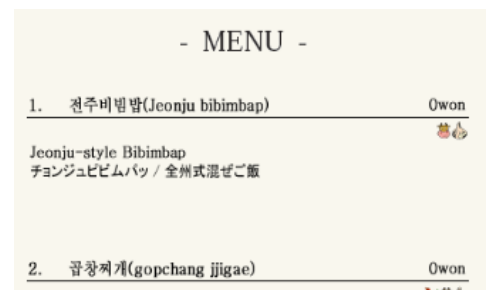 - MENU -
1. 전주비빔밥(Jeonju bibimbap) 0won
Jeonju-style Bibimbap
チョンジュビビムパッ / 全州式混ぜご飯
2. 곱창찌개(gopchang jjigae) 0won